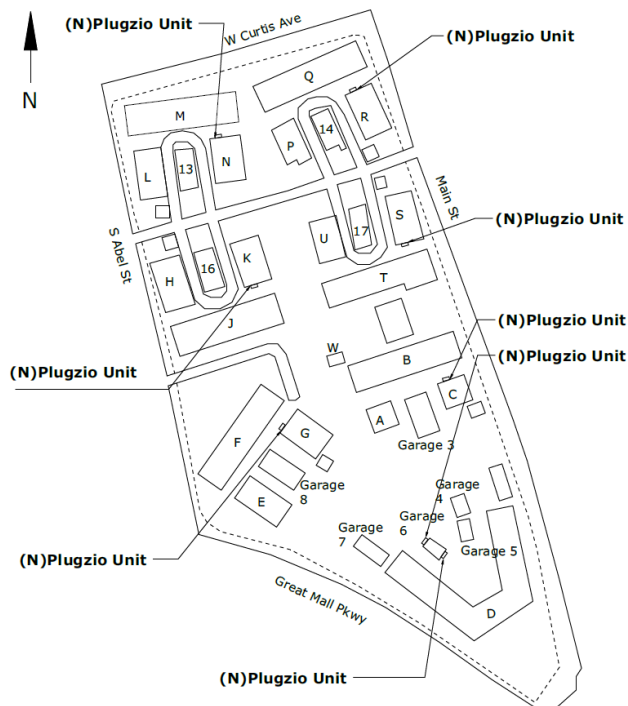 (N)Plugzio Unit
W Curtis Ave
(N)Plugzio Unit
N
Q
M
R
14
P
N
13
L
Main St
S
U
17
S Abel St
K
(N)Plugzio Unit
16
H
T
J
(N)Plugzio Unit
W
B
(N)Plugzio Unit
(N)Plugzio Unit
C
A
G
Garage 3
F
Garage
8
Garage
4
E
Garage
6
Garage
7
Garage 5
(N)Plugzio Unit
Great Mall Pkwy
D
(N)Plugzio Unit